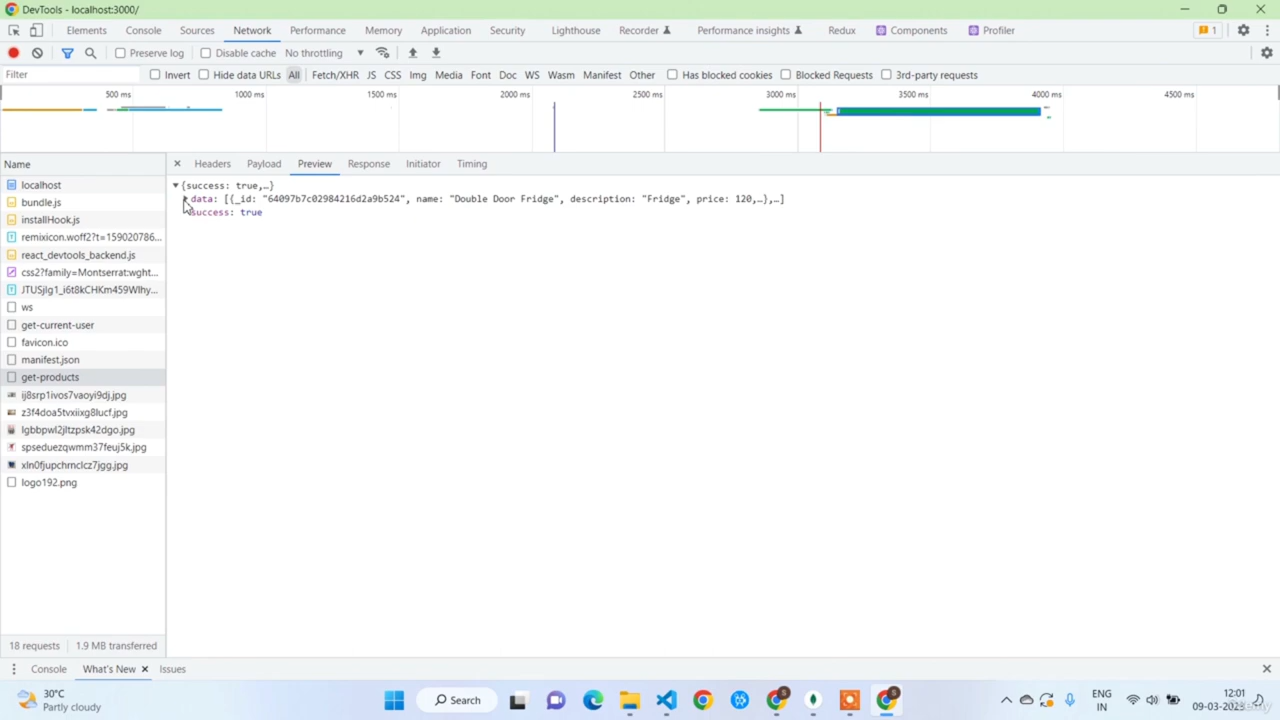 DevTools - localhost:3000/
Elements Console Sources Network Performance Memory Application Security Lighthouse Recorder Performance insights Redux Components Profiler 1
Preserve log Disable cache No throttling
Filter Invert Hide data URLs All Fetch/XHR JS CSS Img Media Font Doc WS Wasm Manifest Other Has blocked cookies Blocked Requests 3rd-party requests
500 ms 1000 ms 1500 ms 2000 ms 2500 ms 3000 ms 3500 ms 4000 ms 4500 ms
Name Headers Payload Preview Response Initiator Timing
localhost
{success: true,…}
bundle.js
data: [{_id: "64097b7c02984216d2a9b524", name: "Double Door Fridge", description: "Fridge", price: 120,…},…]
installHook.js
success: true
remixicon.woff2?t=159020786...
react_devtools_backend.js
css2?family=Montserrat:wght...
JTUSjIg1_i6t8kCHKm459WIhy...
ws
get-current-user
favicon.ico
manifest.json
get-products
ij8srp1ivos7vaoyi9dj.jpg
z3f4doa5tvxiixg8lucf.jpg
lgbbpwl2jltzpsk42dgo.jpg
spseduezqwmm37feuj5k.jpg
xln0fjupchrnclcz7jgg.jpg
logo192.png
18 requests 1.9 MB transferred
Console What's New Issues
30°C
Partly cloudy
Search
ENG
IN
12:01
09-03-2023